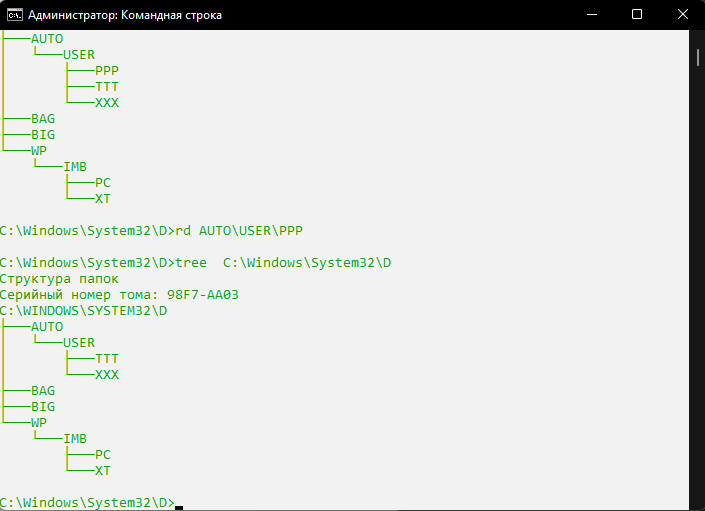 Администратор: Командная строка
├───AUTO
│   └───USER
│       ├───PPP
│       ├───TTT
│       └───XXX
├───BAG
├───BIG
└───WP
    └───IMB
        ├───PC
        └───XT
C:\Windows\System32\D>rd AUTO\USER\PPP
C:\Windows\System32\D>tree  C:\Windows\System32\D
Структура папок
Серийный номер тома: 98F7-AA03
C:\WINDOWS\SYSTEM32\D
├───AUTO
│   └───USER
│       ├───TTT
│       └───XXX
├───BAG
├───BIG
└───WP
    └───IMB
        ├───PC
        └───XT
C:\Windows\System32\D>